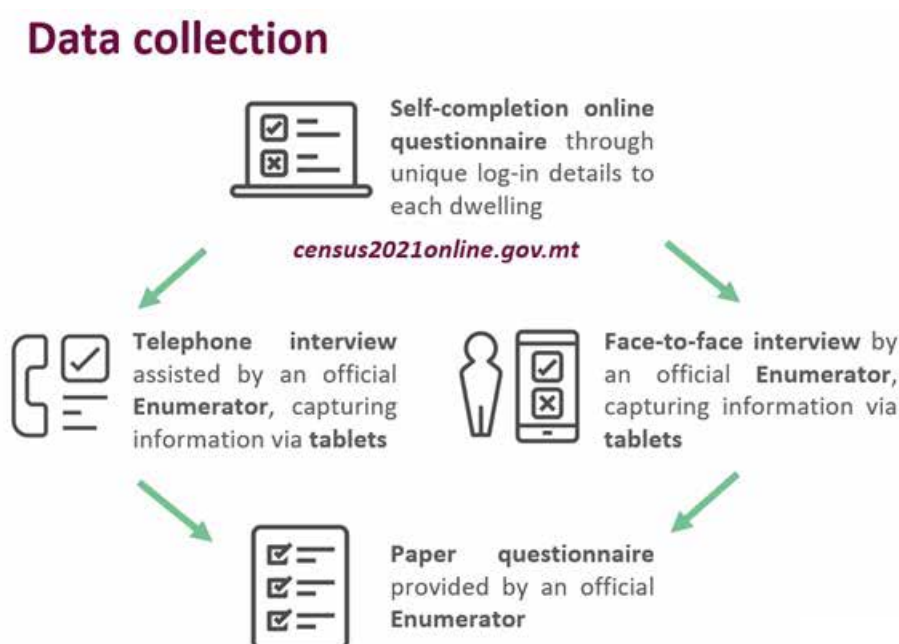 Data collection
Self-completion online
questionnaire through
unique log-in details to
each dwelling
census2021online.gov.mt
Telephone interview
assisted by an official
Enumerator, capturing
information via tablets
Face-to-face interview by
an official Enumerator,
capturing information via
tablets
Paper questionnaire
provided by an official
Enumerator